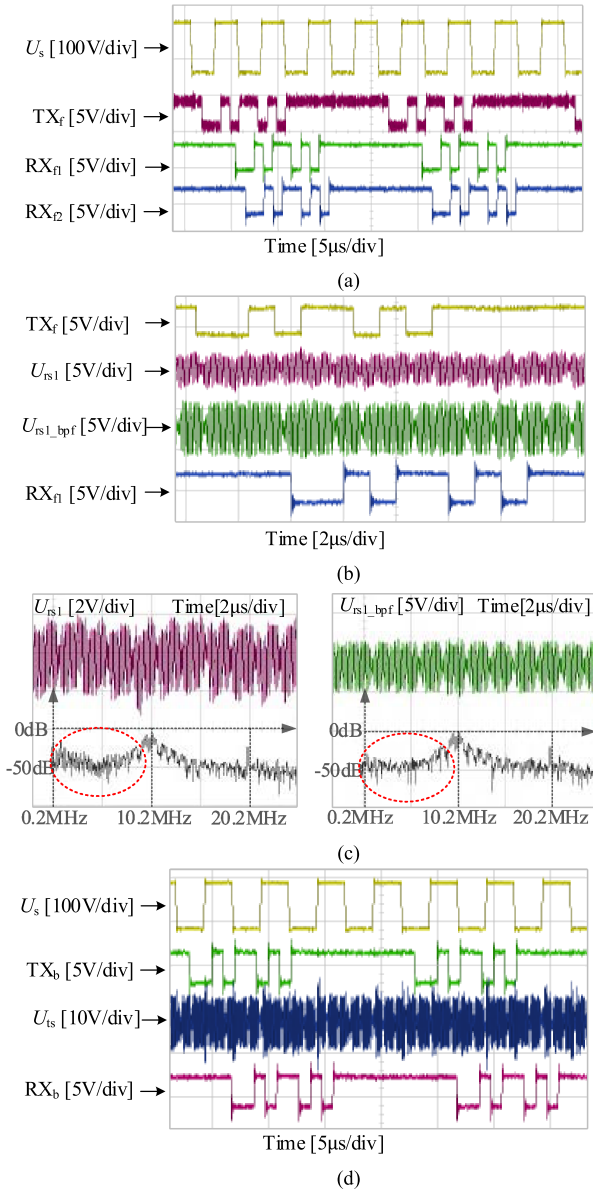 Us [100V/div]
TXf [5V/div]
RXf1 [5V/div]
RXf2 [5V/div]
Time [5μs/div]
(a)
TXf [5V/div]
Urs1 [5V/div]
Urs1_bpf [5V/div]
RXf1 [5V/div]
Time [2μs/div]
(b)
Urs1 [2V/div] Time[2μs/div]
0dB
-50dB
0.2MHz 10.2MHz 20.2MHz
Urs1_bpf [5V/div] Time[2μs/div]
0dB
-50dB
0.2MHz 10.2MHz 20.2MHz
(c)
Us [100V/div]
TXb [5V/div]
Uts [10V/div]
RXb [5V/div]
Time [5μs/div]
(d)